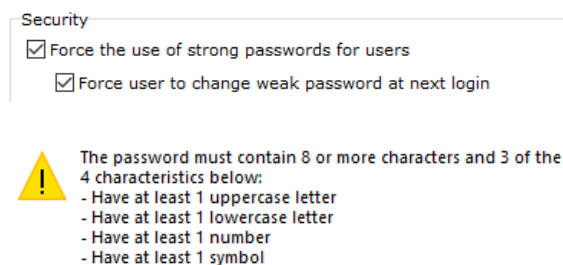 Security
Force the use of strong passwords for users
Force user to change weak password at next login
The password must contain 8 or more characters and 3 of the
4 characteristics below:
- Have at least 1 uppercase letter
- Have at least 1 lowercase letter
- Have at least 1 number
- Have at least 1 symbol